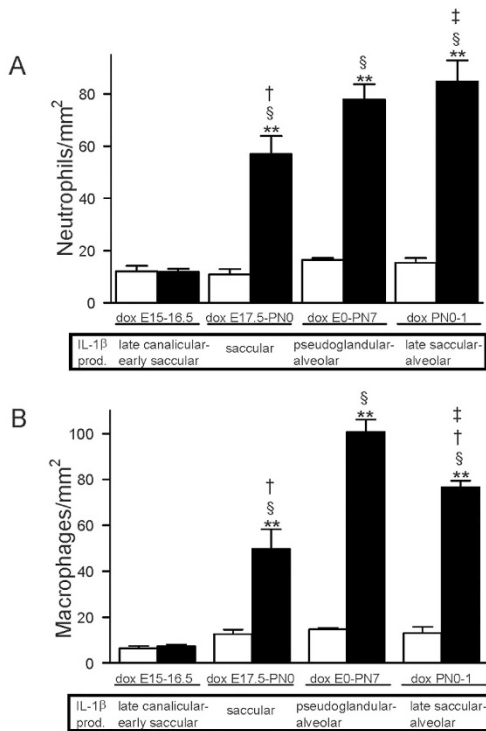 A
Neutrophils/mm²
80
60
40
20
0
†
§
**
§
**
‡
§
**
dox E15-16.5 dox E17.5-PN0 dox E0-PN7 dox PN0-1
IL-1β late canalicular- saccular pseudoglandular- late saccular-
prod. early saccular alveolar alveolar
B
Macrophages/mm²
100
80
60
40
20
0
†
§
**
§
**
‡
†
§
**
dox E15-16.5 dox E17.5-PN0 dox E0-PN7 dox PN0-1
IL-1β late canalicular- saccular pseudoglandular- late saccular-
prod. early saccular alveolar alveolar